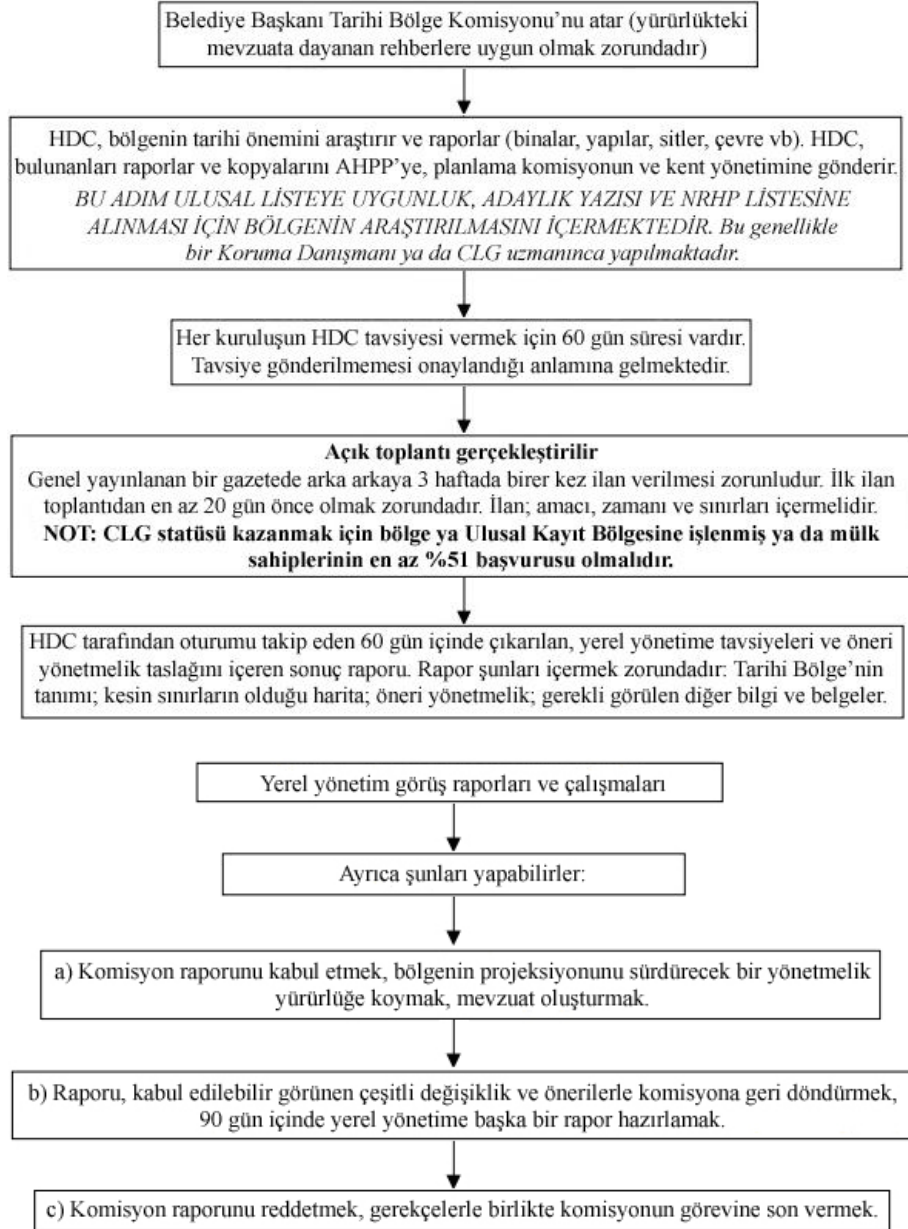 Belediye Başkanı Tarihi Bölge Komisyonu’nu atar (yürürlükteki
mevzuata dayanan rehberlere uygun olmak zorundadır)
HDC, bölgenin tarihi önemini araştırır ve raporlar (binalar, yapılar, sitler, çevre vb). HDC,
bulunanları raporlar ve kopyalarını AHPP’ye, planlama komisyonun ve kent yönetimine gönderir.
BU ADIM ULUSAL LİSTEYE UYGUNLUK, ADAYLIK YAZISI VE NRHP LİSTESİNE
ALINMASI İÇİN BÖLGENİN ARAŞTIRILMASINI İÇERMEKTEDİR. Bu genellikle
bir Koruma Danışmanı ya da CLG uzmanınca yapılmaktadır.
Her kuruluşun HDC tavsiyesi vermek için 60 gün süresi vardır.
Tavsiye gönderilmemesi onaylandığı anlamına gelmektedir.
Açık toplantı gerçekleştirilir
Genel yayınlanan bir gazetede arka arkaya 3 haftada birer kez ilan verilmesi zorunludur. İlk ilan
toplantıdan en az 20 gün önce olmak zorundadır. İlan; amacı, zamanı ve sınırları içermelidir.
NOT: CLG statüsü kazanmak için bölge ya Ulusal Kayıt Bölgesine işlenmiş ya da mülk
sahiplerinin en az %51 başvurusu olmalıdır.
HDC tarafından oturumu takip eden 60 gün içinde çıkarılan, yerel yönetime tavsiyeleri ve öneri
yönetmelik taslağını içeren sonuç raporu. Rapor şunları içermek zorundadır: Tarihi Bölge’nin
tanımı; kesin sınırların olduğu harita; öneri yönetmelik; gerekli görülen diğer bilgi ve belgeler.
Yerel yönetim görüş raporları ve çalışmaları
Ayrıca şunları yapabilirler:
a) Komisyon raporunu kabul etmek, bölgenin projeksiyonunu sürdürecek bir yönetmelik
yürürlüğe koymak, mevzuat oluşturmak.
b) Raporu, kabul edilebilir görünen çeşitli değişiklik ve önerilerle komisyona geri döndürmek,
90 gün içinde yerel yönetime başka bir rapor hazırlamak.
c) Komisyon raporunu reddetmek, gerekçelerle birlikte komisyonun görevine son vermek.